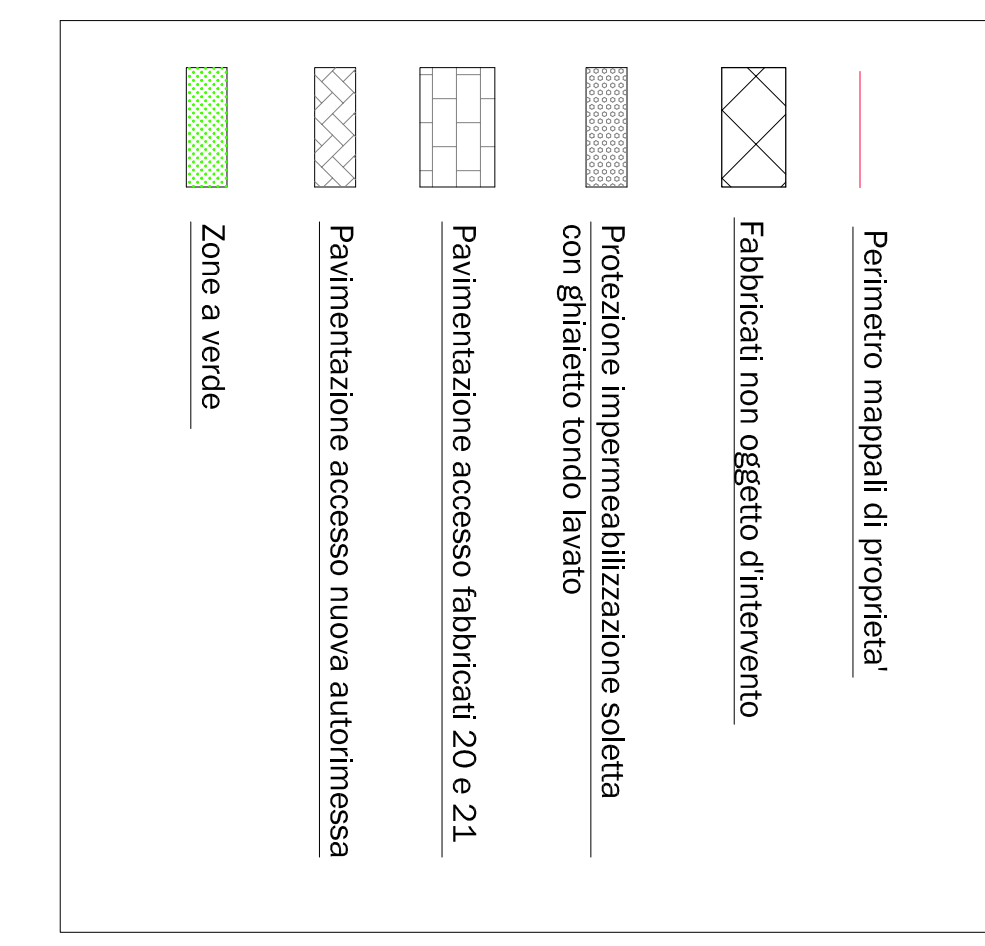 Perimetro mappali di proprieta'
Fabbricati non oggetto d'intervento
Protezione impermeabilizzazione soletta
con ghiaietto tondo lavato
Pavimentazione accesso fabbricati 20 e 21
Pavimentazione accesso nuova autorimessa
Zone a verde